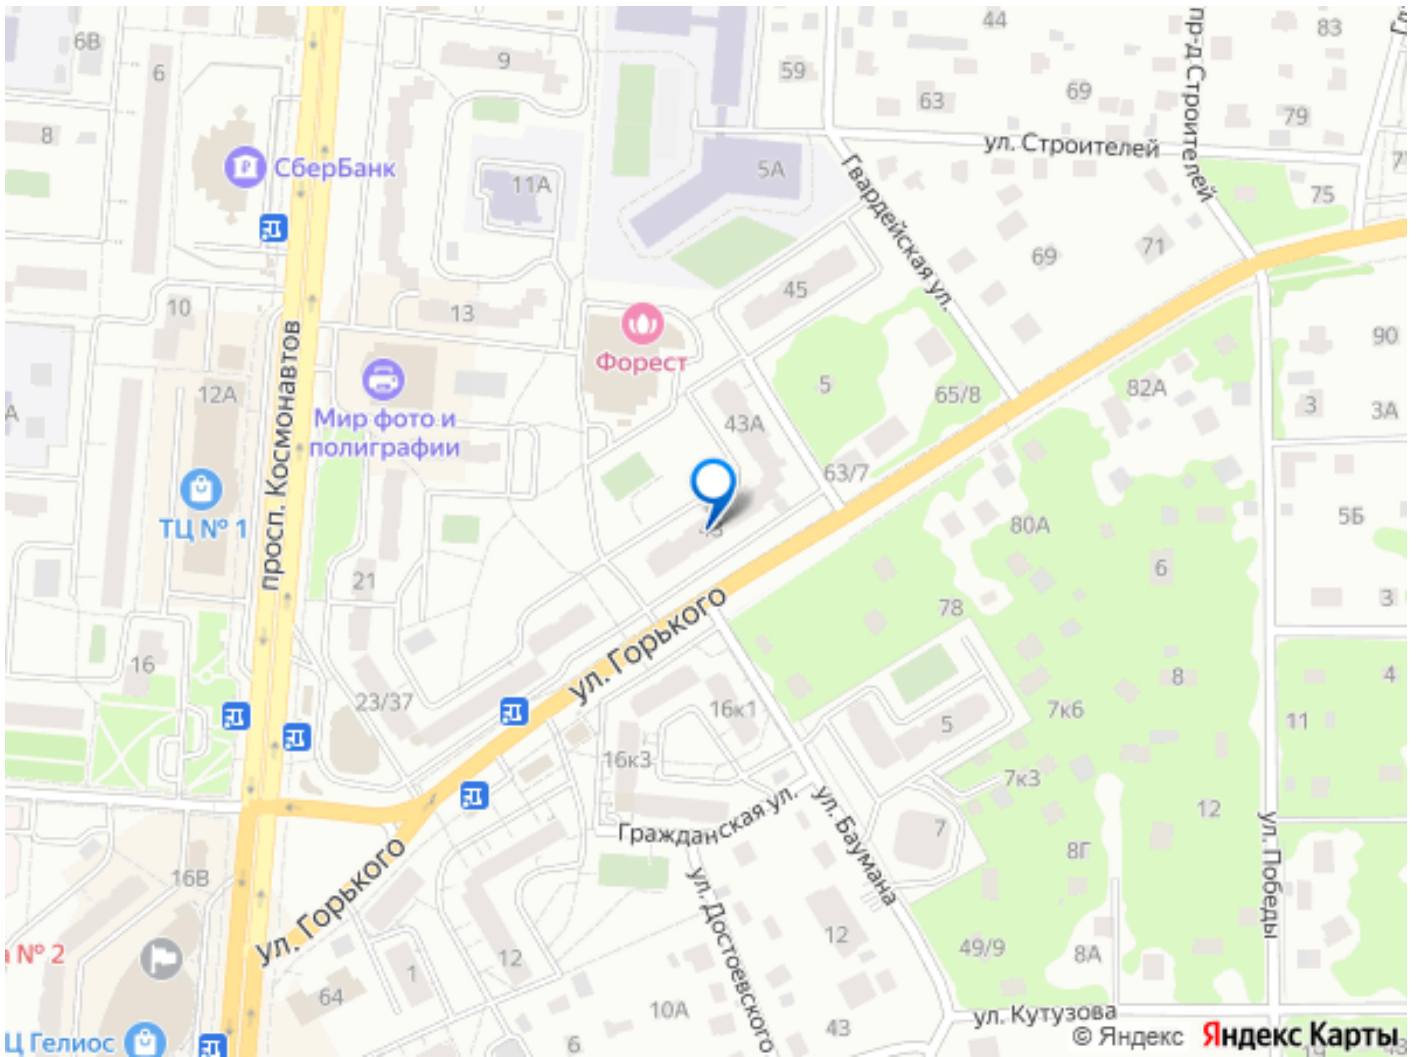 44
83
6В
9
6
59
63
69
79
8
ул. Строителей
пр-д Строителей
СберБанк
11А
5А
75
Гвардейская ул.
69
71
45
10
13
Форест
просп. Космонавтов
90
5
65/8
82А
3
3А
12А
Мир фото и
полиграфии
43А
63/7
ТЦ № 1
5Б
80А
21
6
78
3
ул. Горького
16
23/37
16к1
5
7к6
8
4
11
16к3
7к3
12
Гражданская ул.
ул. Баумана
7
8Г
ул. Победы
16В
ул. Горького
ул. Достоевского
№ 2
12
12
49/9
8А
1
64
10А
43
6
ул. Кутузова
Ц Гелиос
© Яндекс
Яндекс Карты